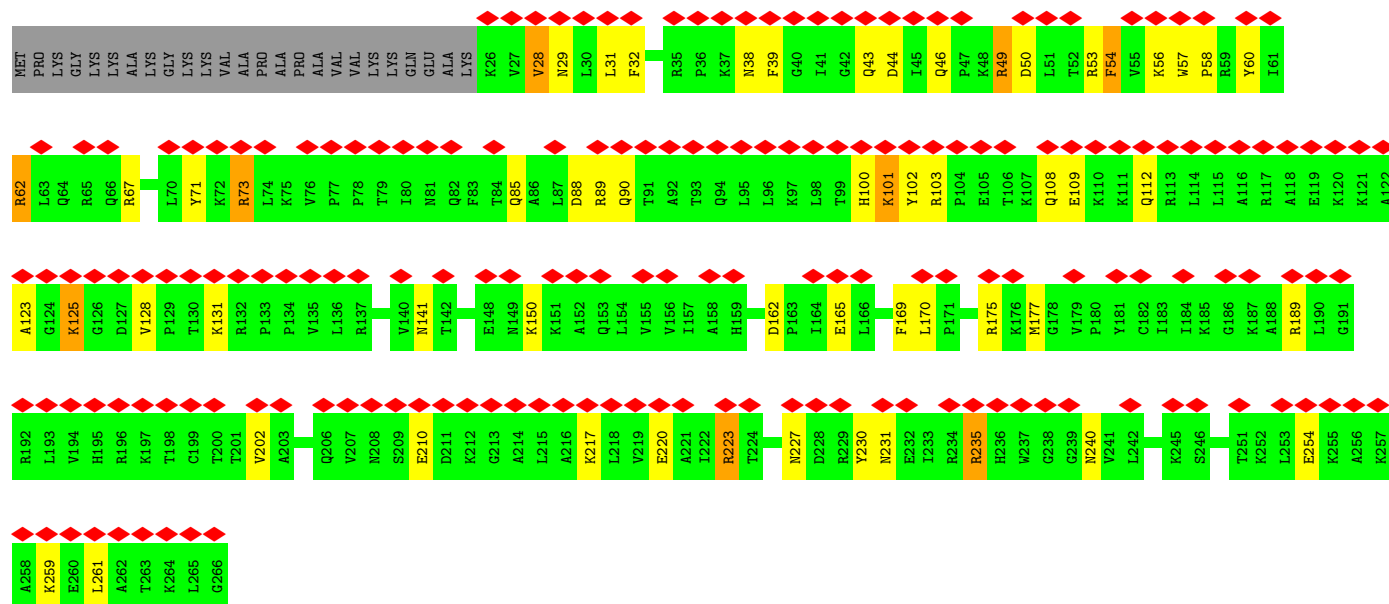 MET PRO LYS GLY LYS LYS ALA LYS GLY LYS LYS VAL ALA PRO ALA PRO ALA VAL VAL LYS LYS GLN GLU ALA LYS K26 V27 V28 N29 L30 L31 F32 R35 P36 K37 N38 F39 G40 I41 G42 Q43 D44 I45 Q46 P47 K48 R49 D50 L51 T52 R53 F54 V55 K56 W57 P58 R59 Y60 I61
R62 L63 Q64 R65 Q66 R67 L70 Y71 K72 R73 L74 K75 V76 P77 P78 T79 I80 N81 Q82 F83 T84 Q85 A86 L87 D88 R89 Q90 T91 A92 T93 Q94 L95 L96 K97 L98 T99 H100 K101 Y102 R103 P104 E105 T106 K107 Q108 E109 K110 K111 Q112 R113 L114 L115 A116 R117 A118 E119 K120 K121 A122
A123 G124 K125 G126 D127 V128 P129 T130 K131 R132 P133 P134 V135 L136 R137 V140 N141 T142 E148 N149 K150 K151 A152 Q153 L154 V155 V156 I157 A158 H159 D162 P163 I164 E165 L166 F169 L170 P171 R175 K176 M177 G178 V179 P180 Y181 C182 I183 I184 K185 G186 K187 A188 R189 L190 G191
R192 L193 V194 H195 R196 K197 T198 C199 T200 T201 V202 A203 Q206 V207 N208 S209 E210 D211 K212 G213 A214 L215 A216 K217 L218 V219 E220 A221 I222 R223 T224 N227 D228 R229 Y230 N231 E232 I233 R234 R235 H236 W237 G238 G239 N240 V241 L242 K245 S246 T251 K252 L253 E254 K255 A256 K257
A258 K259 E260 L261 A262 T263 K264 L265 G266